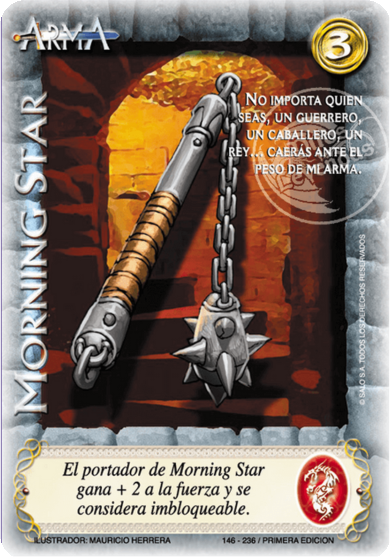 ARMA
3
MORNING STAR
NO IMPORTA QUIEN
SEAS, UN GUERRERO,
UN CABALLERO, UN
REY... CAERÁS ANTE EL
PESO DE MI ARMA.
© SALO S.A. TODOS LOS DERECHOS RESERVADOS
El portador de Morning Star
gana + 2 a la fuerza y se
considera imbloqueable.
ILUSTRADOR: MAURICIO HERRERA 146 - 236 / PRIMERA EDICION